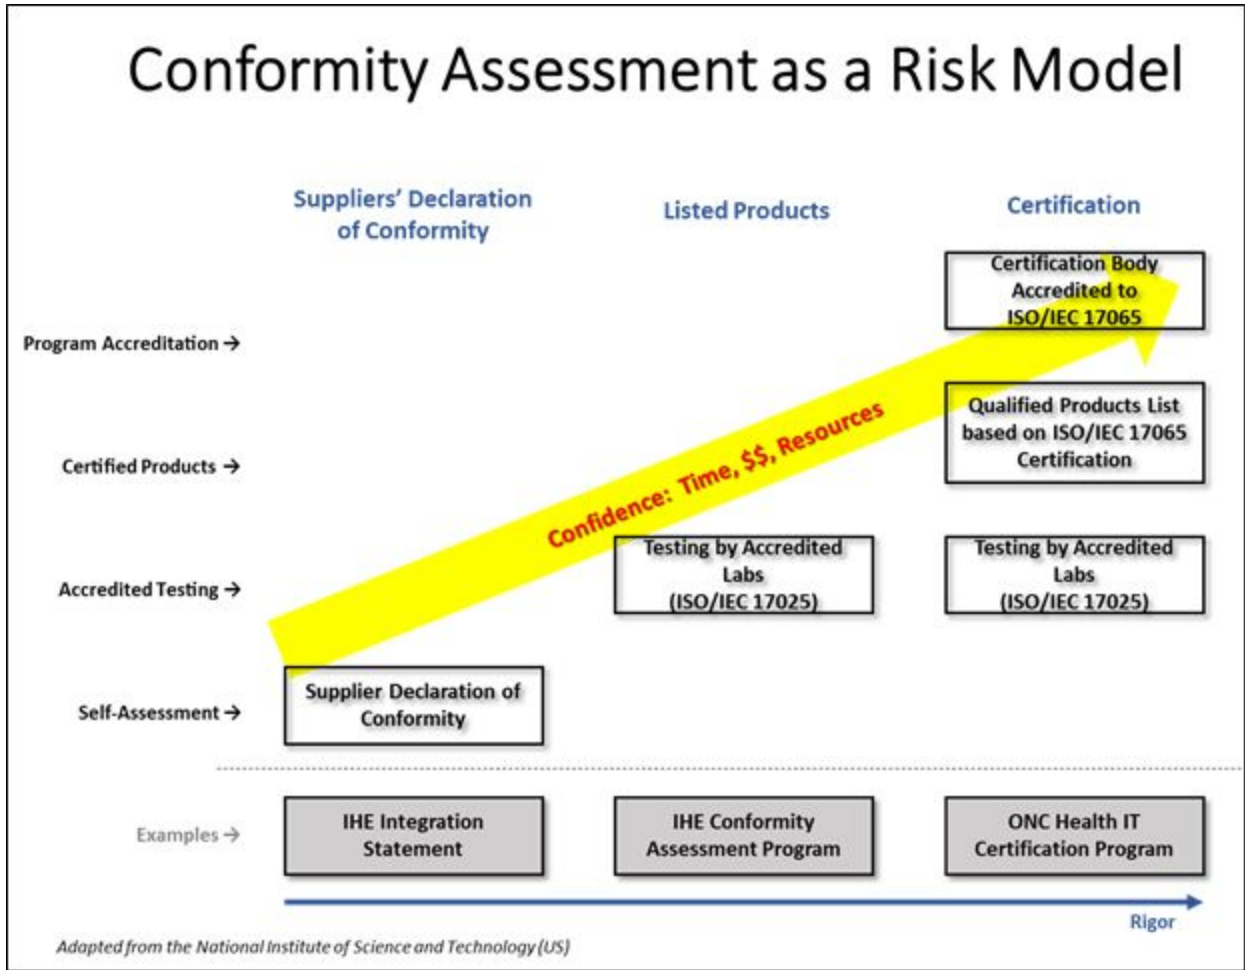 Conformity Assessment as a Risk Model
Suppliers’ Declaration
of Conformity
Listed Products
Certification
Certification Body
Accredited to
ISO/IEC 17065
Program Accreditation →
Qualified Products List
based on ISO/IEC 17065
Certification
Certified Products →
Confidence: Time, $$, Resources
Testing by Accredited
Labs
(ISO/IEC 17025)
Testing by Accredited
Labs
(ISO/IEC 17025)
Accredited Testing →
Supplier Declaration of
Conformity
Self-Assessment →
Examples →
IHE Integration
Statement
IHE Conformity
Assessment Program
ONC Health IT
Certification Program
Rigor
Adapted from the National Institute of Science and Technology (US)